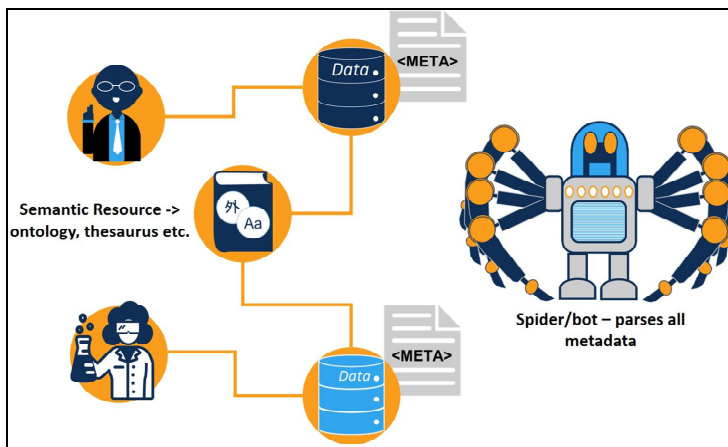 Data
<META>
外
Aa
Semantic Resource ->
ontology, thesaurus etc.
Spider/bot – parses all
metadata
<META>
Data